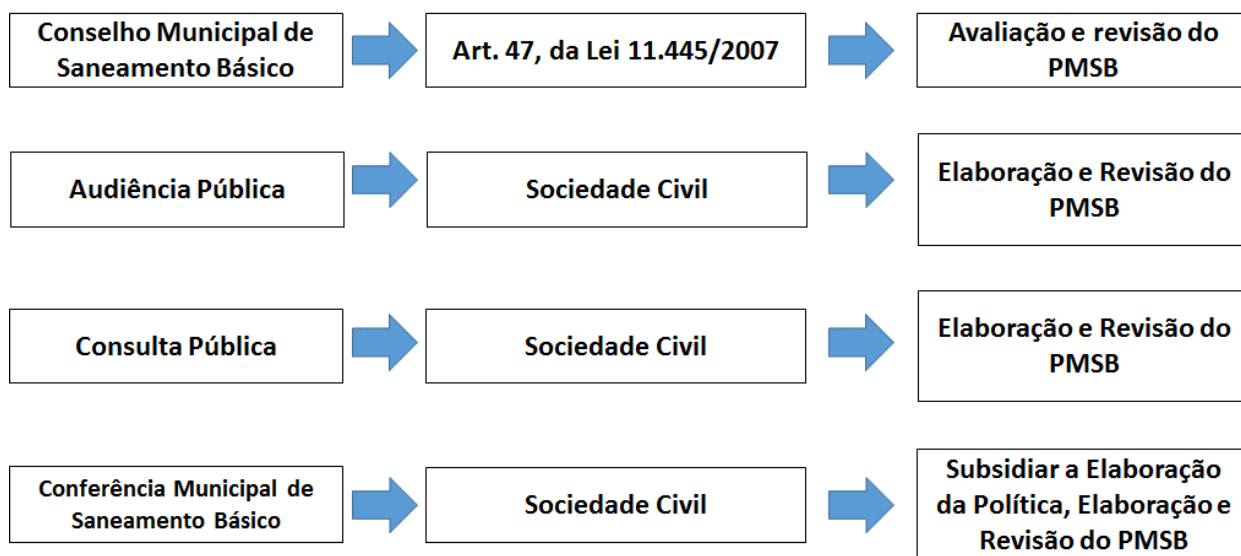 Conselho Municipal de
Saneamento Básico
Art. 47, da Lei 11.445/2007
Avaliação e revisão do
PMSB
Audiência Pública
Sociedade Civil
Elaboração e Revisão do
PMSB
Consulta Pública
Sociedade Civil
Elaboração e Revisão do
PMSB
Conferência Municipal de
Saneamento Básico
Sociedade Civil
Subsidiar a Elaboração
da Política, Elaboração e
Revisão do PMSB